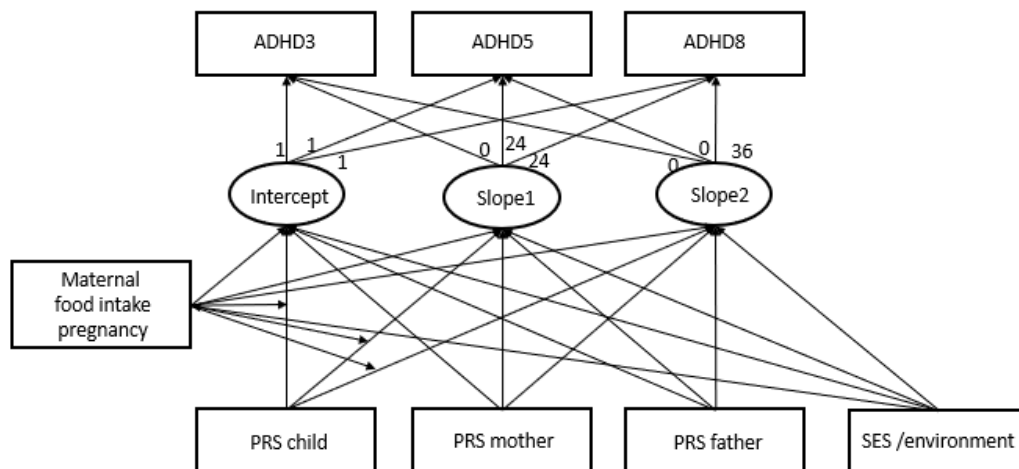 ADHD3 ADHD5 ADHD8
1 1 1 0 24 24 0 0 36
Intercept Slope1 Slope2
Maternal
food intake
pregnancy
PRS child PRS mother PRS father SES /environment